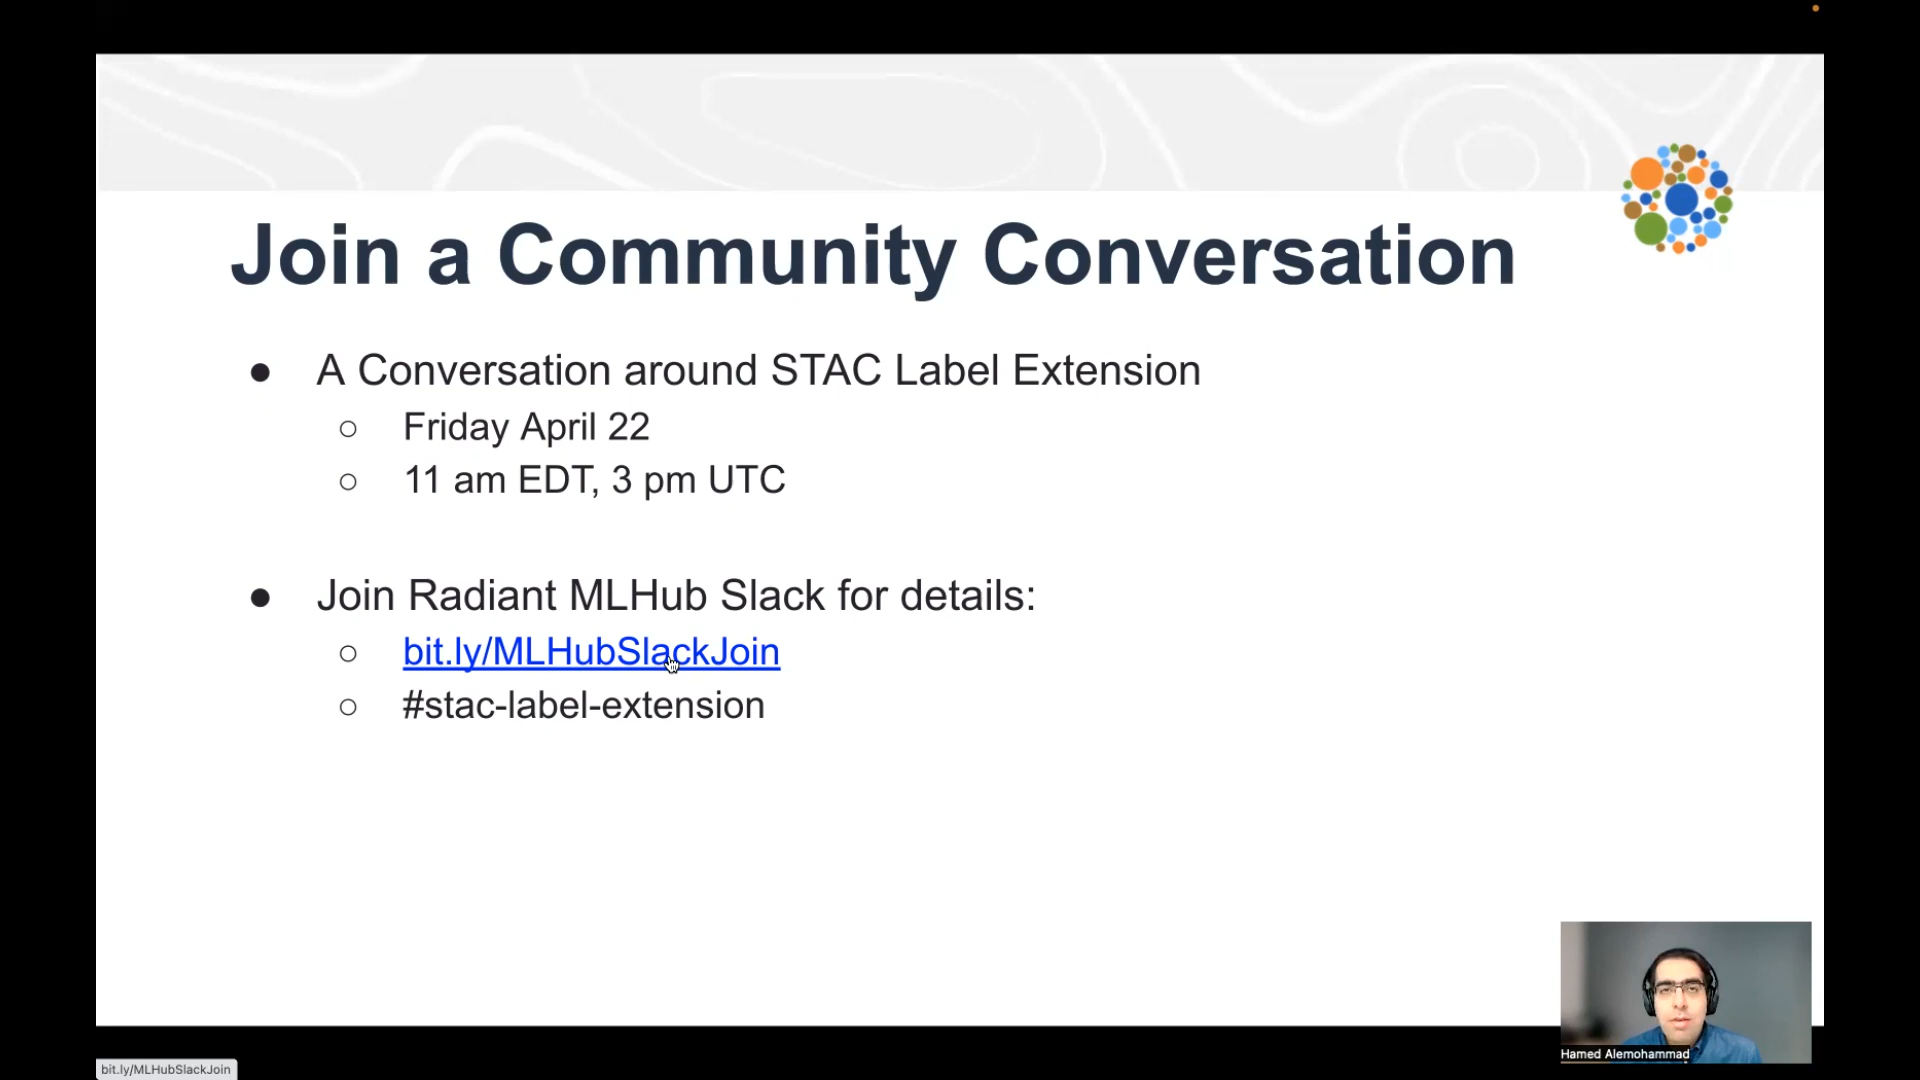 Join a Community Conversation
● A Conversation around STAC Label Extension
○ Friday April 22
○ 11 am EDT, 3 pm UTC
● Join Radiant MLHub Slack for details:
○ bit.ly/MLHubSlackJoin
○ #stac-label-extension
Hamed Alemohammad
bit.ly/MLHubSlackJoin